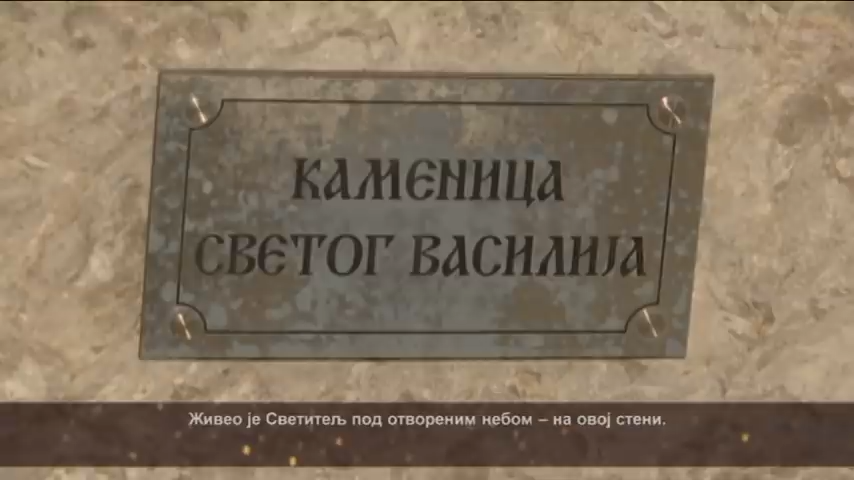 КАМЕНИЦА
СВЕТОГ ВАСИЛИЈА
Живео је Светитељ под отвореним небом – на овој стени.